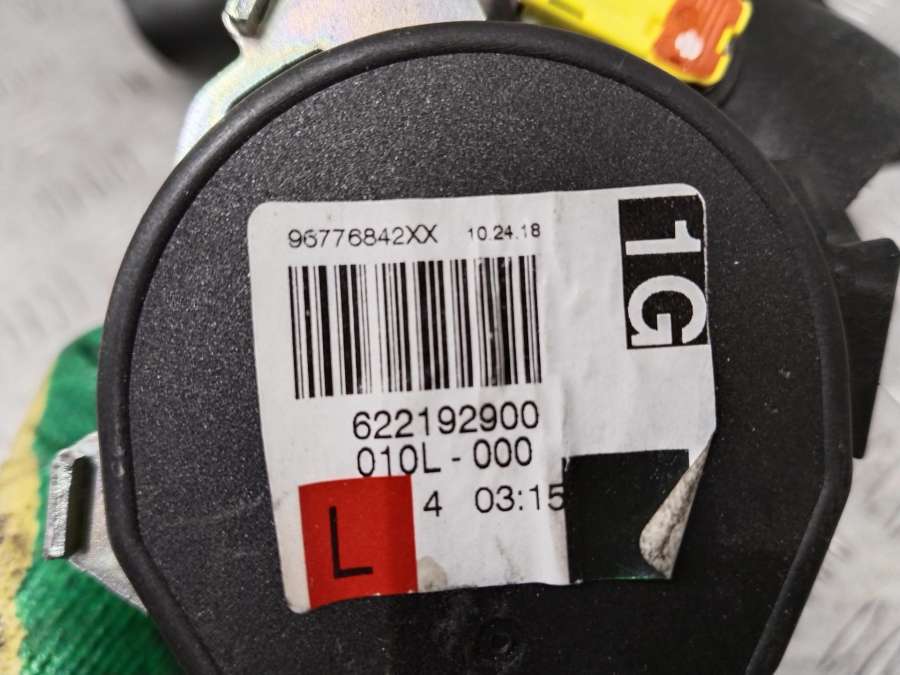 96776842XX 10.24.18
1G
622192900
010L-000
4 03:15
L